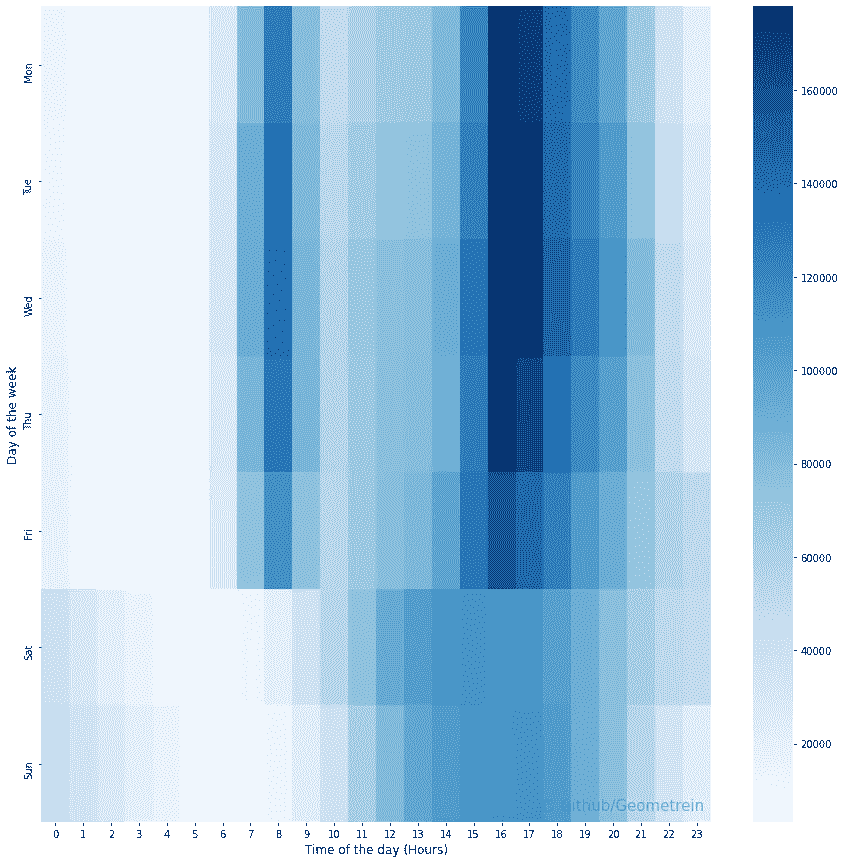 Mon
Tue
Wed
Thu
Fri
Sat
Sun
Day of the week
0 1 2 3 4 5 6 7 8 9 10 11 12 13 14 15 16 17 18 19 20 21 22 23
Time of the day (Hours)
160000
140000
120000
100000
80000
60000
40000
20000
ithub/Geometrein